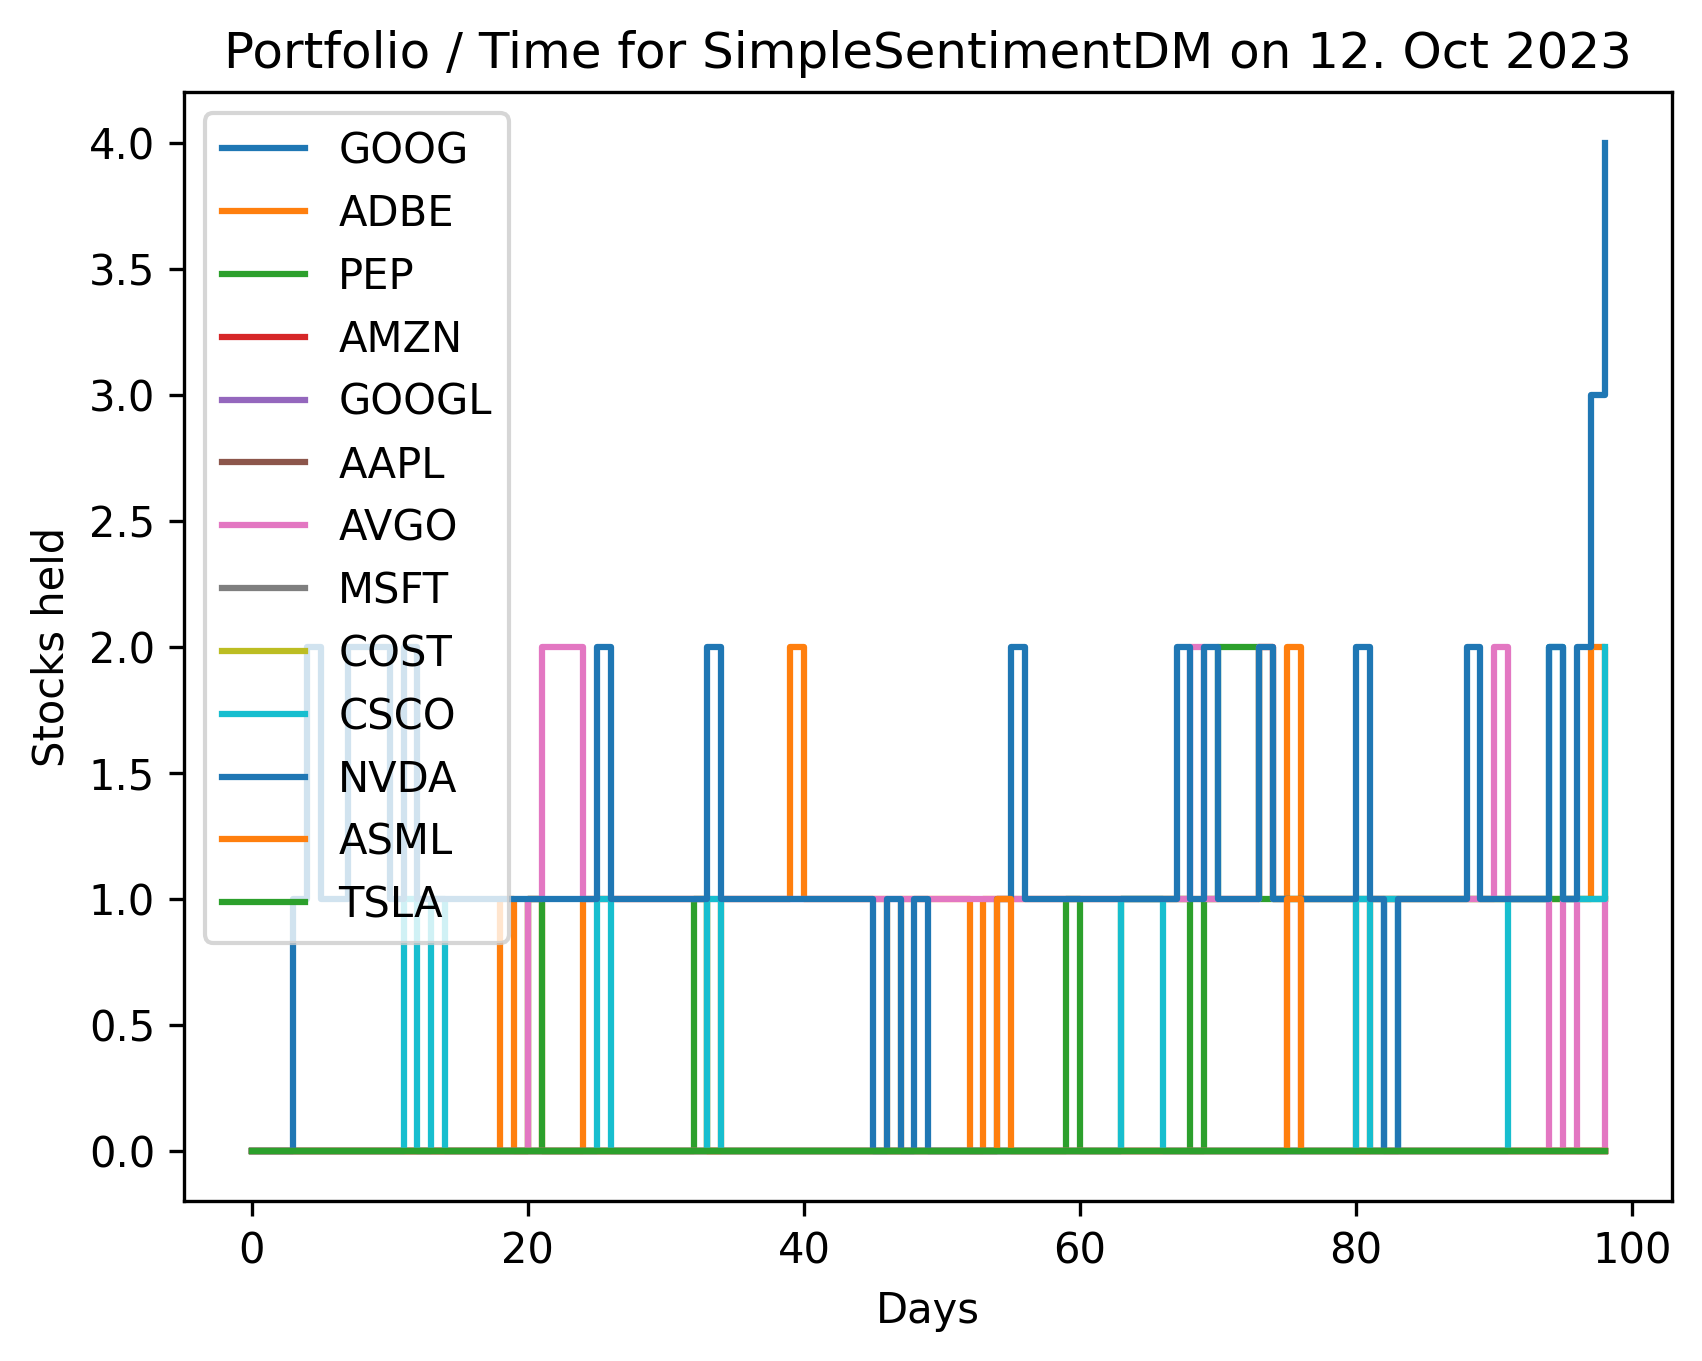 Portfolio / Time for SimpleSentimentDM on 12. Oct 2023
4.0
3.5
3.0
2.5
2.0
1.5
1.0
0.5
0.0
Stocks held
GOOG
ADBE
PEP
AMZN
GOOGL
AAPL
AVGO
MSFT
COST
CSCO
NVDA
ASML
TSLA
0
20
40
60
80
100
Days